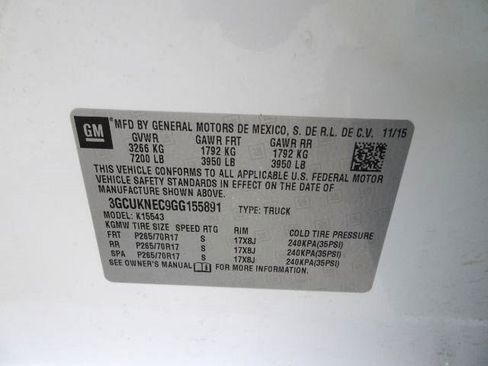 GM
MFD BY GENERAL MOTORS DE MEXICO, S. DE R.L. DE C.V. 11/15
GVWR GAWR FRT GAWR RR
3266 KG 1792 KG 1792 KG
7200 LB 3950 LB 3950 LB
THIS VEHICLE CONFORMS TO ALL APPLICABLE U.S. FEDERAL MOTOR
VEHICLE SAFETY STANDARDS IN EFFECT ON THE DATE OF
MANUFACTURE SHOWN ABOVE.
3GCUKNEC9GG155891 TYPE: TRUCK
MODEL: K15543
KGMW TIRE SIZE SPEED RTG RIM COLD TIRE PRESSURE
FRT P265/70R17 S 17X8J 240KPA(35PSI)
RR P265/70R17 S 17X8J 240KPA(35PSI)
SPA P265/70R17 S 17X8J 240KPA(35PSI)
SEE OWNER'S MANUAL FOR MORE INFORMATION.